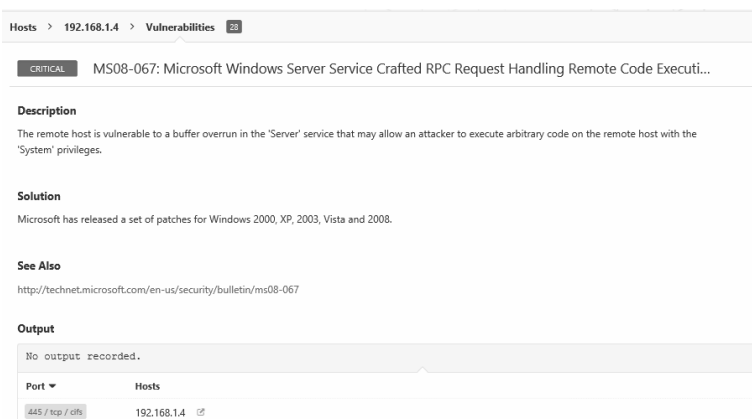 Hosts > 192.168.1.4 > Vulnerabilities 28
CRITICAL MS08-067: Microsoft Windows Server Service Crafted RPC Request Handling Remote Code Executi...
Description
The remote host is vulnerable to a buffer overrun in the 'Server' service that may allow an attacker to execute arbitrary code on the remote host with the
'System' privileges.
Solution
Microsoft has released a set of patches for Windows 2000, XP, 2003, Vista and 2008.
See Also
http://technet.microsoft.com/en-us/security/bulletin/ms08-067
Output
No output recorded.
Port ▼ Hosts
445 / tcp / cifs 192.168.1.4